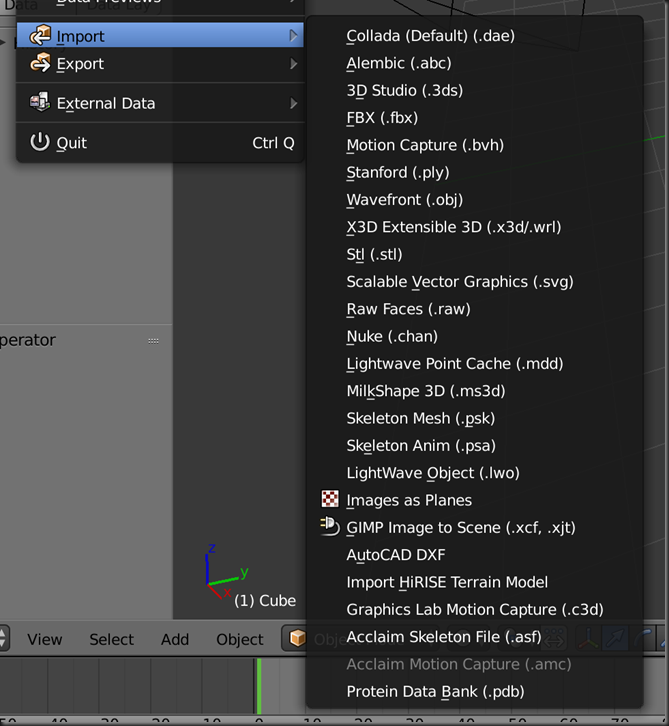 Data
Import
Export
External Data
Quit Ctrl Q
Collada (Default) (.dae)
Alembic (.abc)
3D Studio (.3ds)
FBX (.fbx)
Motion Capture (.bvh)
Stanford (.ply)
Wavefront (.obj)
X3D Extensible 3D (.x3d/.wrl)
Stl (.stl)
Scalable Vector Graphics (.svg)
Raw Faces (.raw)
Nuke (.chan)
Lightwave Point Cache (.mdd)
MilkShape 3D (.ms3d)
Skeleton Mesh (.psk)
Skeleton Anim (.psa)
LightWave Object (.lwo)
Images as Planes
GIMP Image to Scene (.xcf, .xjt)
AutoCAD DXF
Import HiRISE Terrain Model
Graphics Lab Motion Capture (.c3d)
Acclaim Skeleton File (.asf)
Acclaim Motion Capture (.amc)
Protein Data Bank (.pdb)
perator
z
y
x
(1) Cube
View Select Add Object